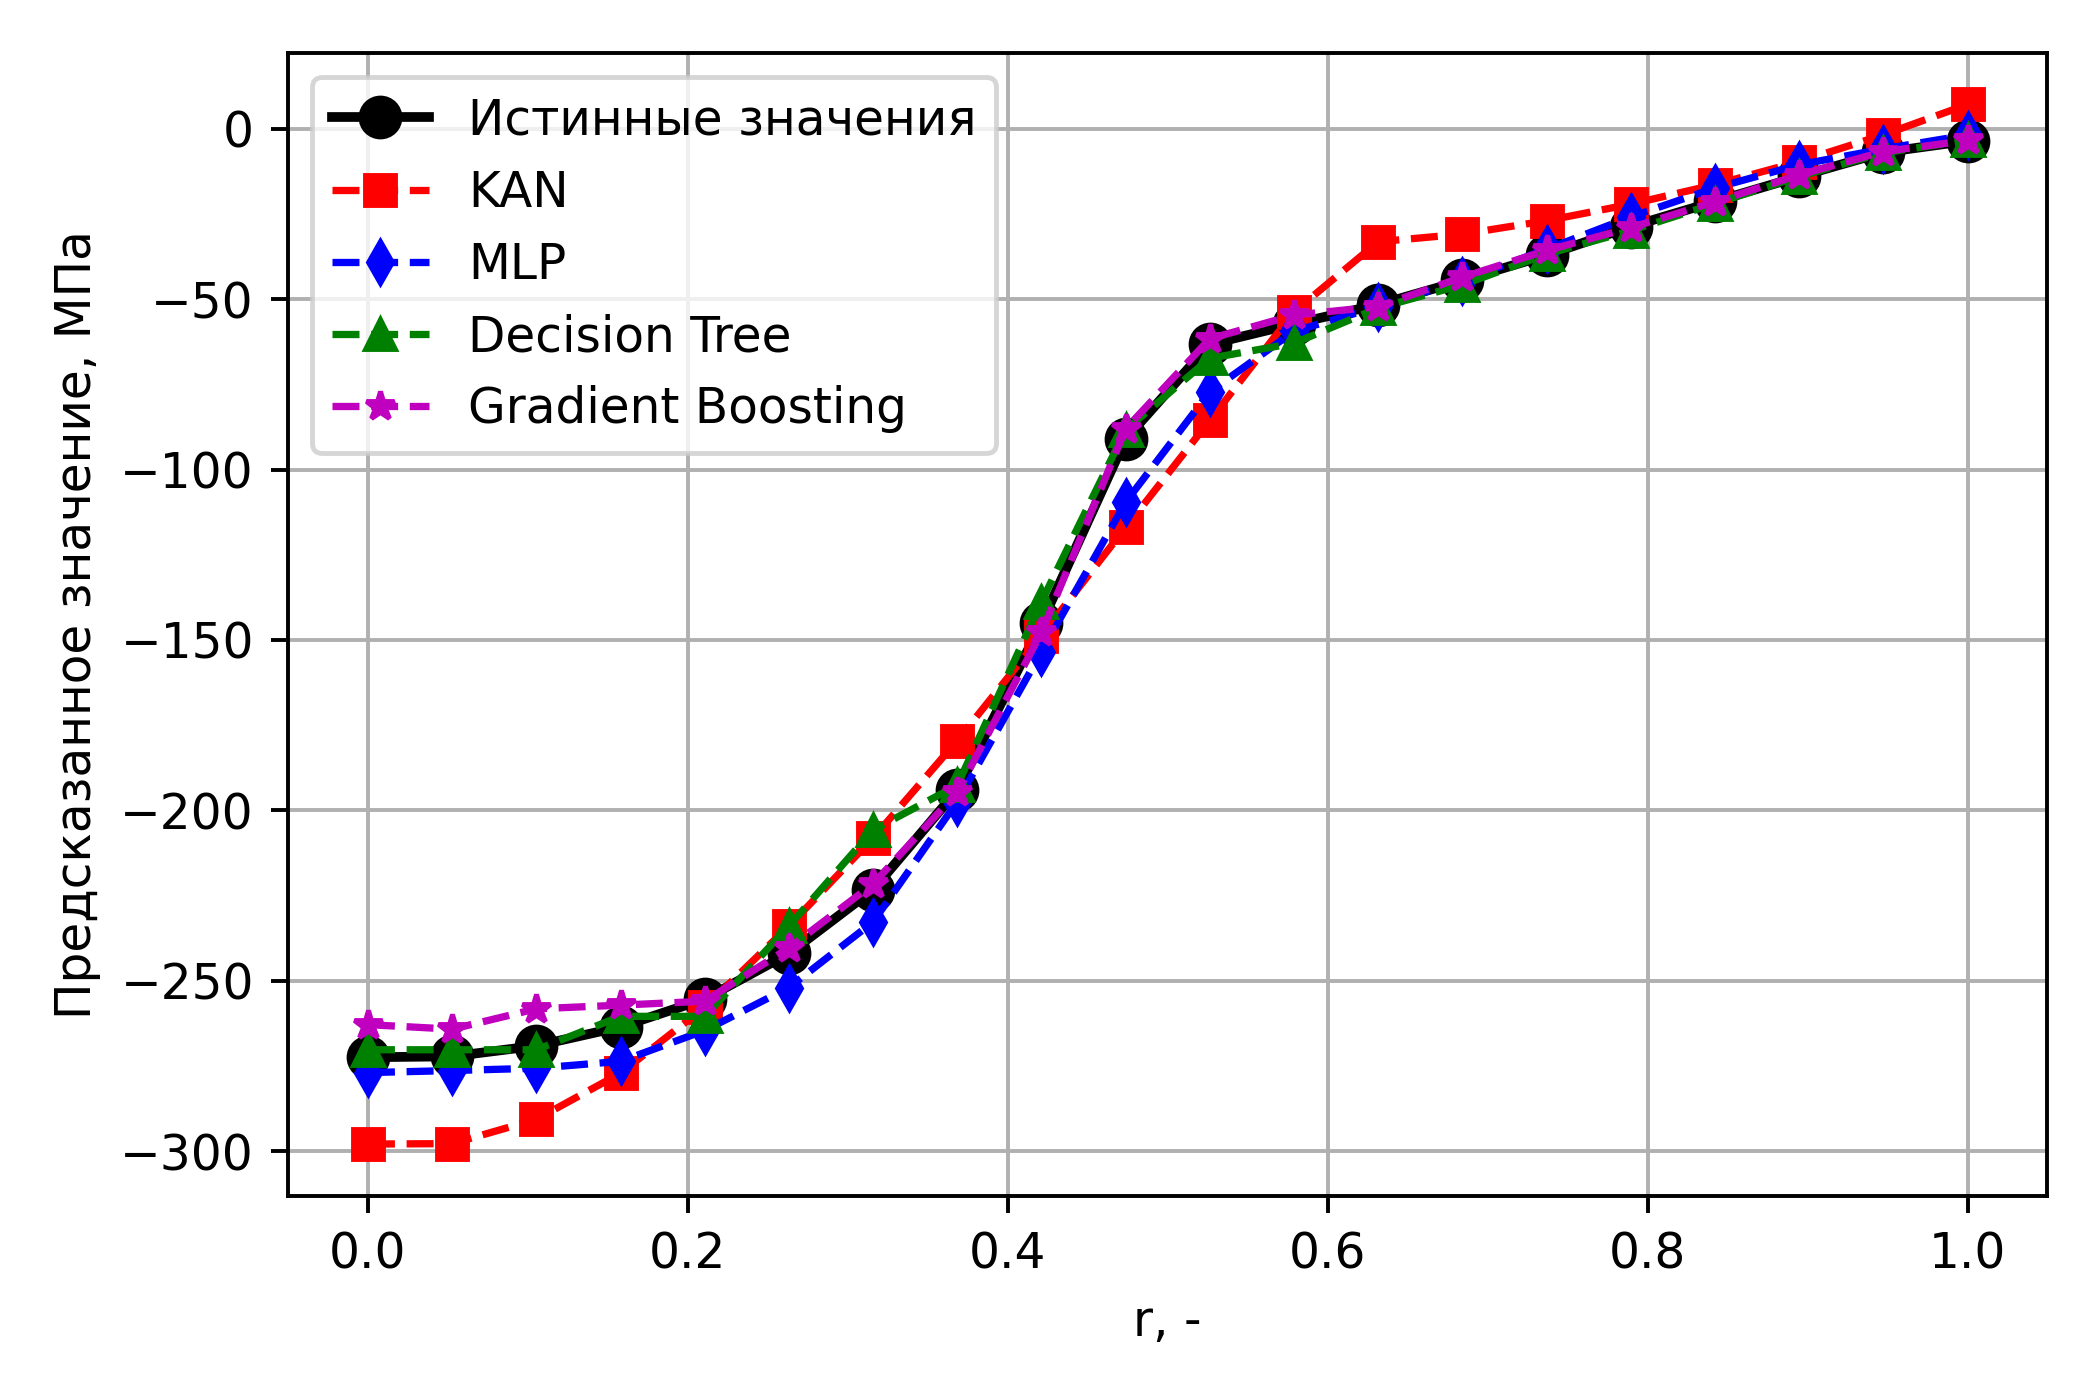 Истинные значения
KAN
MLP
Decision Tree
Gradient Boosting
Предсказанное значение, МПа
0
−50
−100
−150
−200
−250
−300
0.0 0.2 0.4 0.6 0.8 1.0
r, -